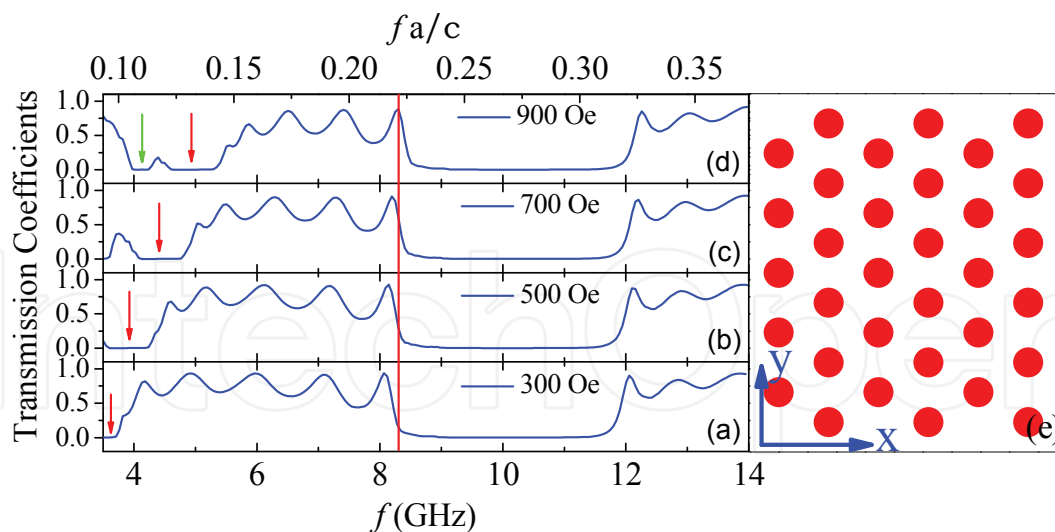 f a/c
0.10 0.15 0.20 0.25 0.30 0.35
Transmission Coefficients
1.0
0.5
0.0
900 Oe
(d)
1.0
0.5
0.0
700 Oe
(c)
1.0
0.5
0.0
500 Oe
(b)
1.0
0.5
0.0
300 Oe
(a)
4 6 8 10 12 14
f (GHz)
y
x
(e)
IntechOpen